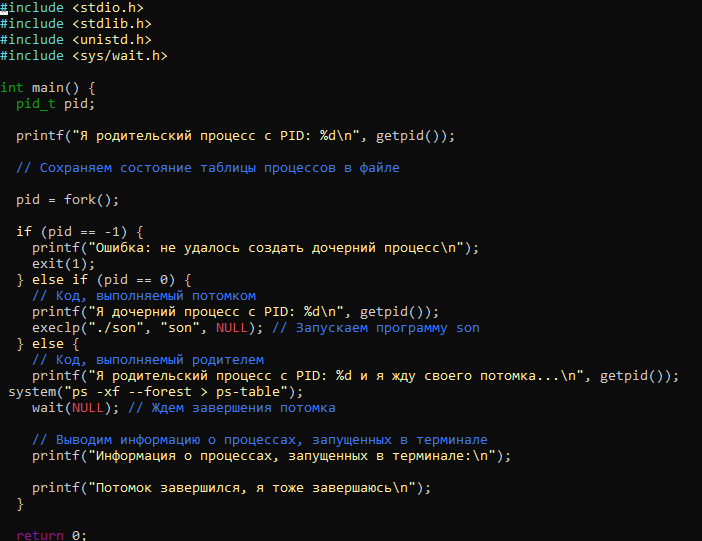 #include <stdio.h>
#include <stdlib.h>
#include <unistd.h>
#include <sys/wait.h>

int main() {
  pid_t pid;

  printf("Я родительский процесс с PID: %d\n", getpid());

  // Сохраняем состояние таблицы процессов в файле

  pid = fork();

  if (pid == -1) {
    printf("Ошибка: не удалось создать дочерний процесс\n");
    exit(1);
  } else if (pid == 0) {
    // Код, выполняемый потомком
    printf("Я дочерний процесс с PID: %d\n", getpid());
    execlp("./son", "son", NULL); // Запускаем программу son
  } else {
    // Код, выполняемый родителем
    printf("Я родительский процесс с PID: %d и я жду своего потомка...\n", getpid());
 system("ps -xf --forest > ps-table");
    wait(NULL); // Ждем завершения потомка

    // Выводим информацию о процессах, запущенных в терминале
    printf("Информация о процессах, запущенных в терминале:\n");

    printf("Потомок завершился, я тоже завершаюсь\n");
  }

  return 0;